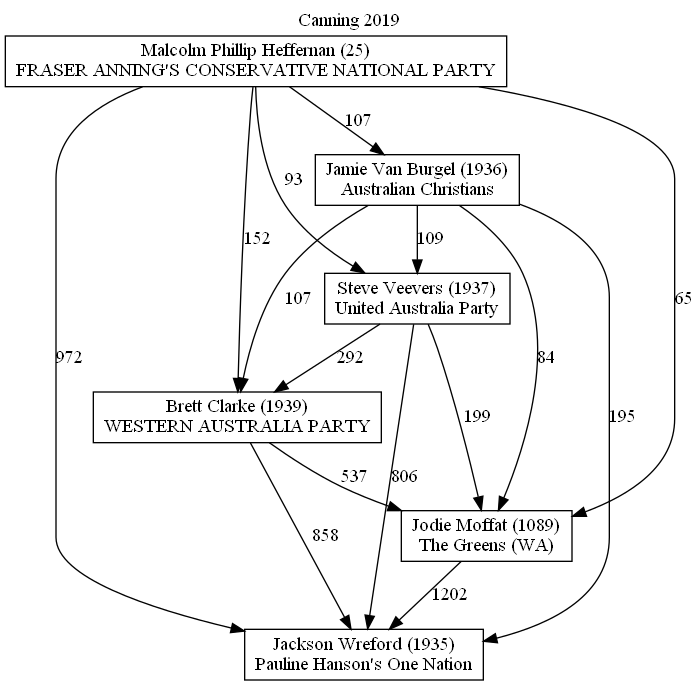 Canning 2019
Malcolm Phillip Heffernan (25)
FRASER ANNING'S CONSERVATIVE NATIONAL PARTY
107
Jamie Van Burgel (1936)
Australian Christians
93
152
109
Steve Veevers (1937)
United Australia Party
107
65
972
292
84
Brett Clarke (1939)
WESTERN AUSTRALIA PARTY
199
195
537
806
Jodie Moffat (1089)
The Greens (WA)
858
1202
Jackson Wreford (1935)
Pauline Hanson's One Nation